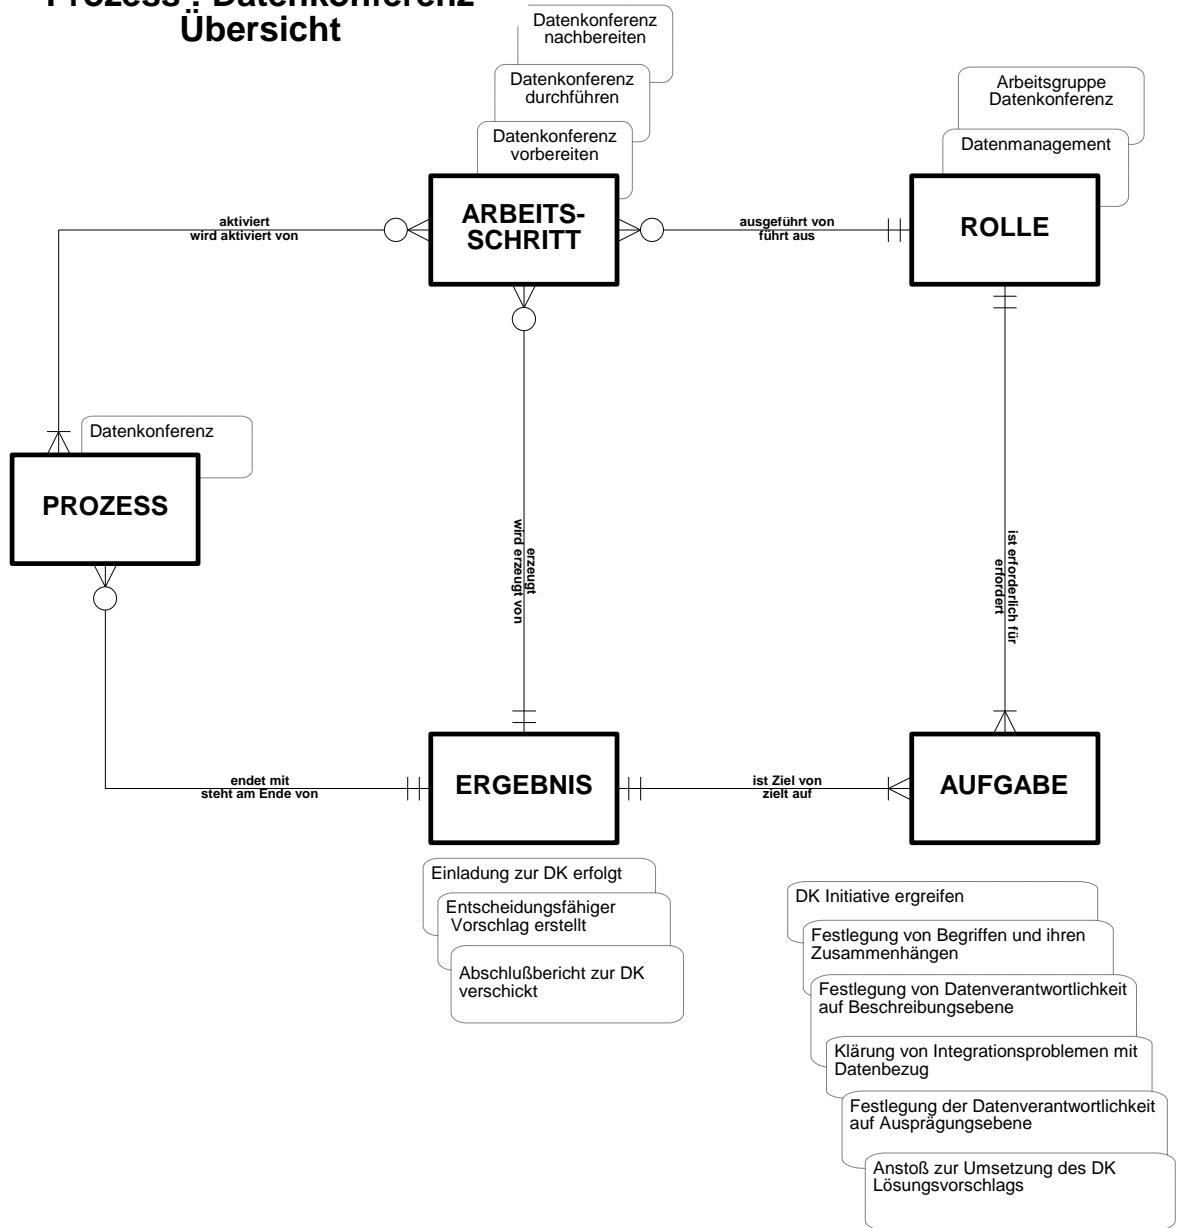 Prozess : Datenkonferenz
Übersicht
Datenkonferenz
nachbereiten
Datenkonferenz
durchführen
Datenkonferenz
vorbereiten
Arbeitsgruppe
Datenkonferenz
Datenmanagement
ARBEITS-
SCHRITT
ROLLE
aktiviert
wird aktiviert von
ausgeführt von
führt aus
Datenkonferenz
PROZESS
erzeugt
wird erzeugt von
ist erforderlich für
erfordert
endet mit
steht am Ende von
ERGEBNIS
ist Ziel von
zielt auf
AUFGABE
Einladung zur DK erfolgt
Entscheidungsfähiger
Vorschlag erstellt
Abschlußbericht zur DK
verschickt
DK Initiative ergreifen
Festlegung von Begriffen und ihren
Zusammenhängen
Festlegung von Datenverantwortlichkeit
auf Beschreibungsebene
Klärung von Integrationsproblemen mit
Datenbezug
Festlegung der Datenverantwortlichkeit
auf Ausprägungsebene
Anstoß zur Umsetzung des DK
Lösungsvorschlags